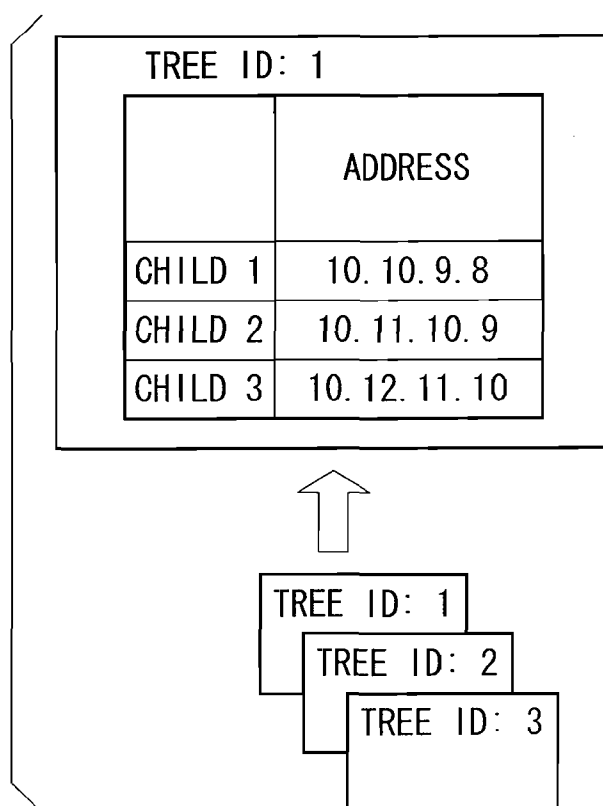 TREE ID: 1
ADDRESS
CHILD 1 10.10.9.8
CHILD 2 10.11.10.9
CHILD 3 10.12.11.10
TREE ID: 1
TREE ID: 2
TREE ID: 3